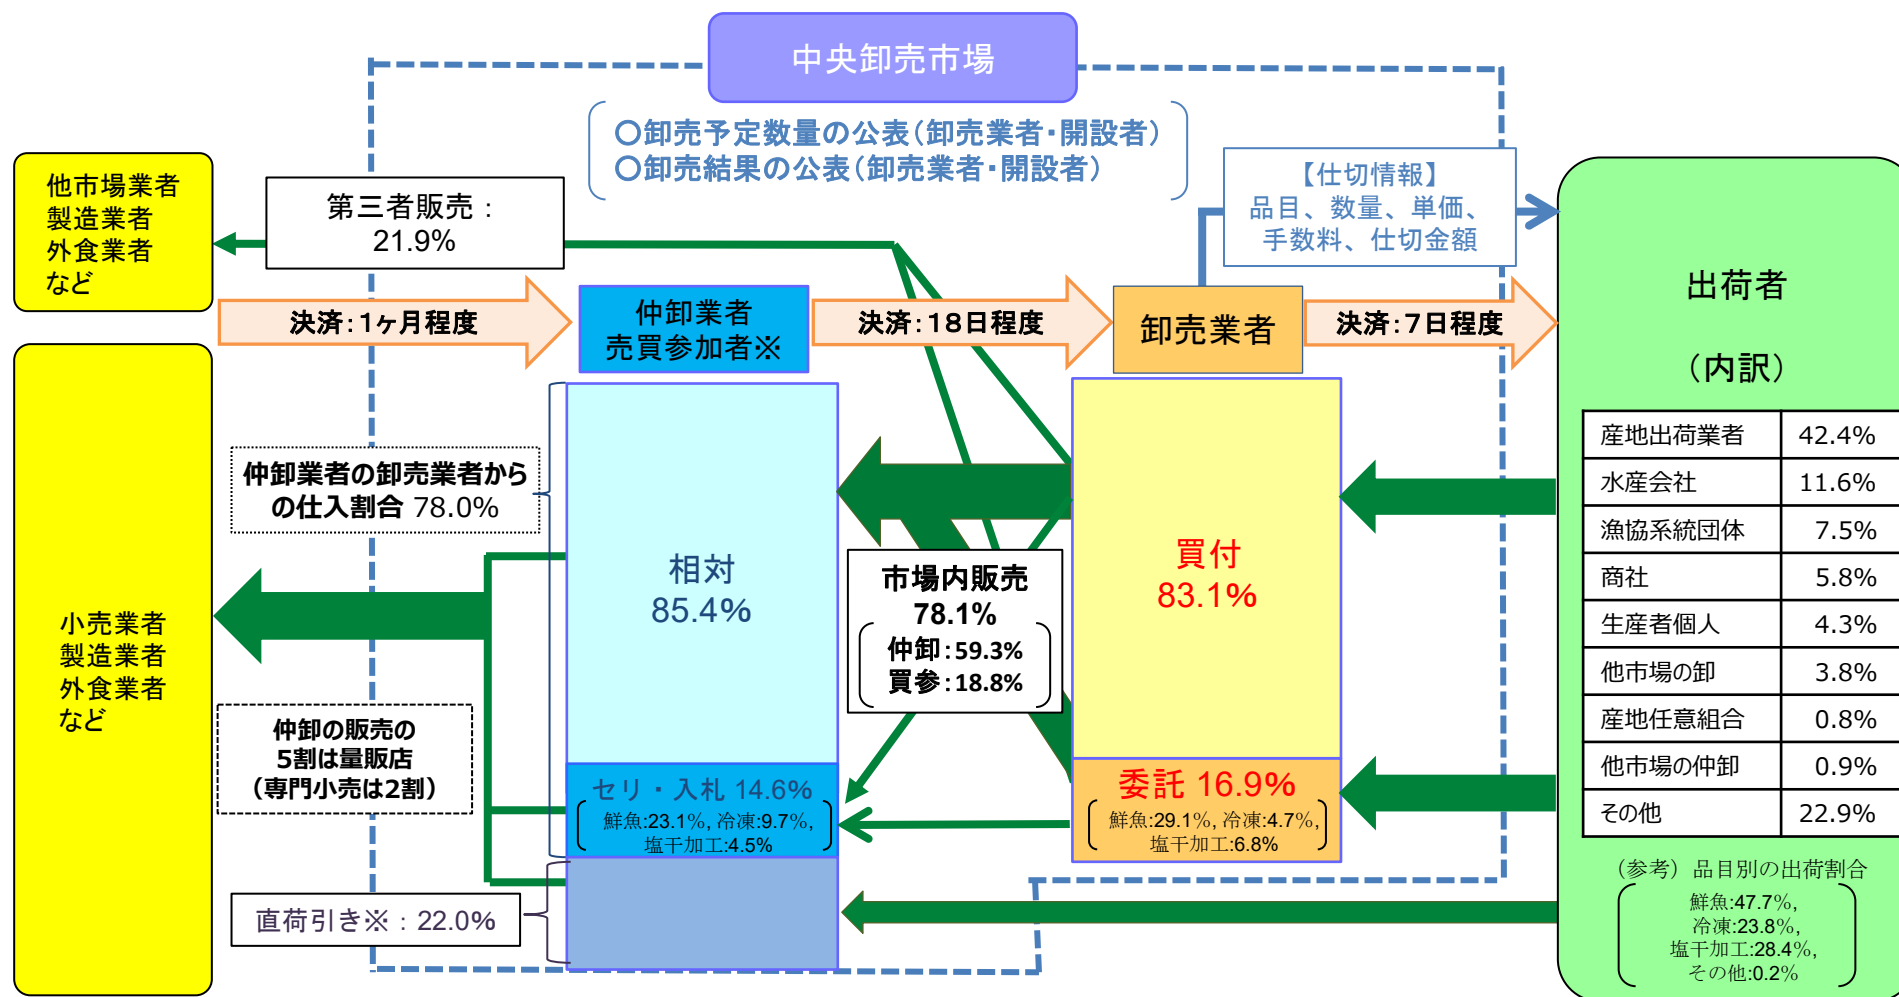 中央卸売市場
〇卸売予定数量の公表(卸売業者・開設者)
〇卸売結果の公表(卸売業者・開設者)
【仕切情報】
品目、数量、単価、
手数料、仕切金額
他市場業者
製造業者
外食業者
など
第三者販売：
21.9%
決済：1ヶ月程度
仲卸業者
売買参加者※
決済：18日程度
卸売業者
決済：7日程度
小売業者
製造業者
外食業者
など
仲卸業者の卸売業者から
の仕入割合 78.0%
仲卸の販売の
5割は量販店
（専門小売は2割）
直荷引き※：22.0%
相対
85.4%
セリ・入札 14.6%
鮮魚:23.1%, 冷凍:9.7%,
塩干加工:4.5%
市場内販売
78.1%
仲卸：59.3%
買参：18.8%
買付
83.1%
委託 16.9%
鮮魚:29.1%, 冷凍:4.7%,
塩干加工:6.8%
出荷者
（内訳）
産地出荷業者 42.4%
水産会社 11.6%
漁協系統団体 7.5%
商社 5.8%
生産者個人 4.3%
他市場の卸 3.8%
産地任意組合 0.8%
他市場の仲卸 0.9%
その他 22.9%
（参考）品目別の出荷割合
鮮魚:47.7%,
冷凍:23.8%,
塩干加工:28.4%,
その他:0.2%